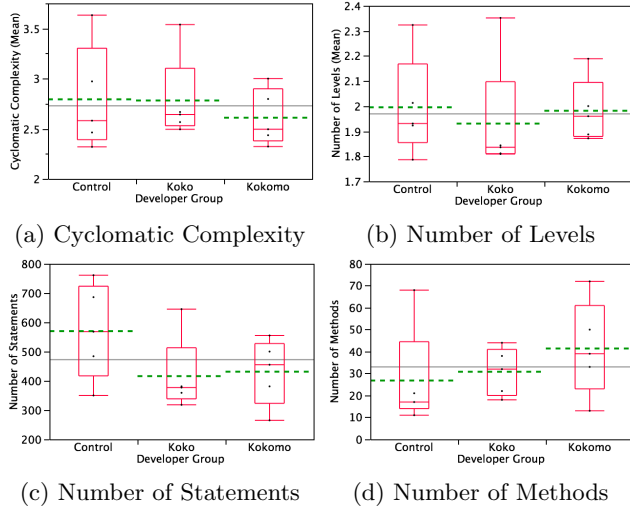 Cyclomatic Complexity (Mean)
3.5
3
2.5
2
Control
Koko
Kokomo
Developer Group
(a) Cyclomatic Complexity
Number of Levels (Mean)
2.4
2.3
2.2
2.1
2
1.9
1.8
1.7
Control
Koko
Kokomo
Developer Group
(b) Number of Levels
Number of Statements
800
700
600
500
400
300
200
Control
Koko
Kokomo
Developer Group
(c) Number of Statements
Number of Methods
80
70
60
50
40
30
20
10
0
Control
Koko
Kokomo
Developer Group
(d) Number of Methods